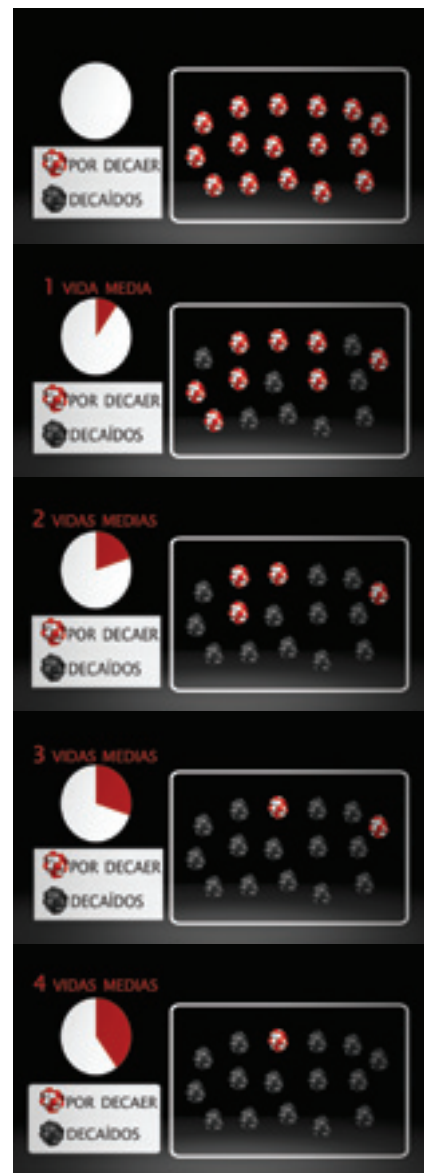 POR DECAER
DECAÍDOS
1 VIDA MEDIA
POR DECAER
DECAÍDOS
2 VIDAS MEDIAS
POR DECAER
DECAÍDOS
3 VIDAS MEDIAS
POR DECAER
DECAÍDOS
4 VIDAS MEDIAS
POR DECAER
DECAÍDOS